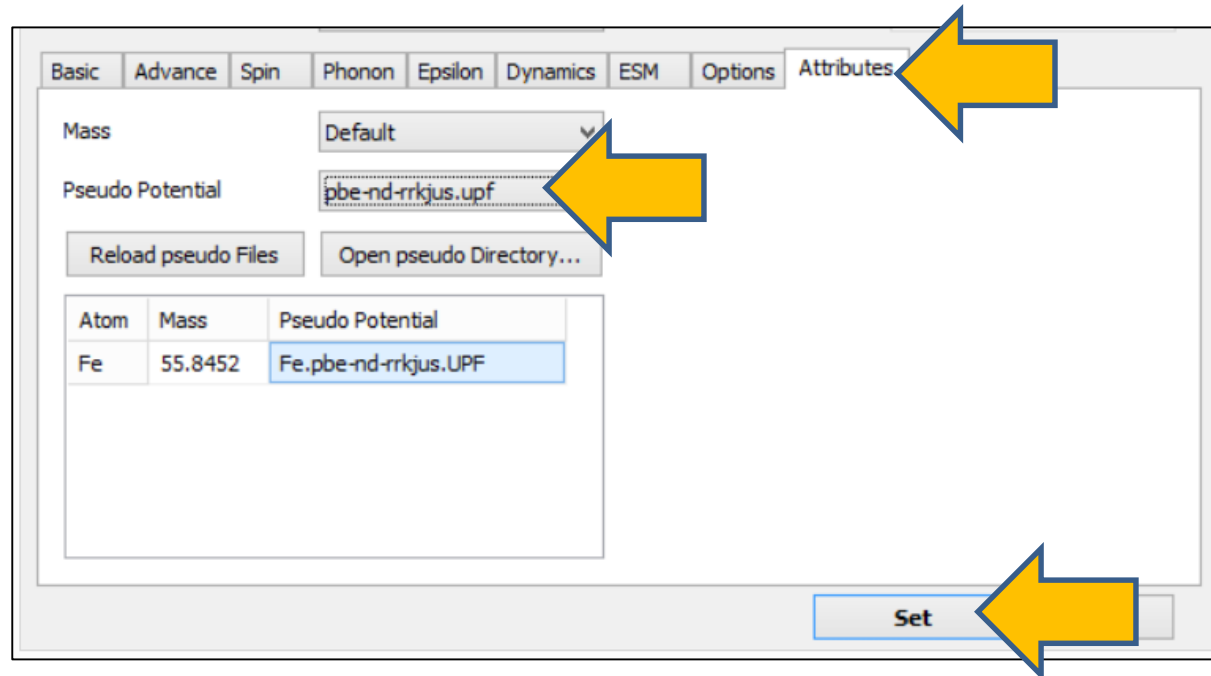 Basic Advance Spin Phonon Epsilon Dynamics ESM Options Attributes
Mass Default
Pseudo Potential pbe-nd-rrkjus.upf
Reload pseudo Files Open pseudo Directory...
Atom Mass Pseudo Potential
Fe 55.8452 Fe.pbe-nd-rrkjus.UPF
Set